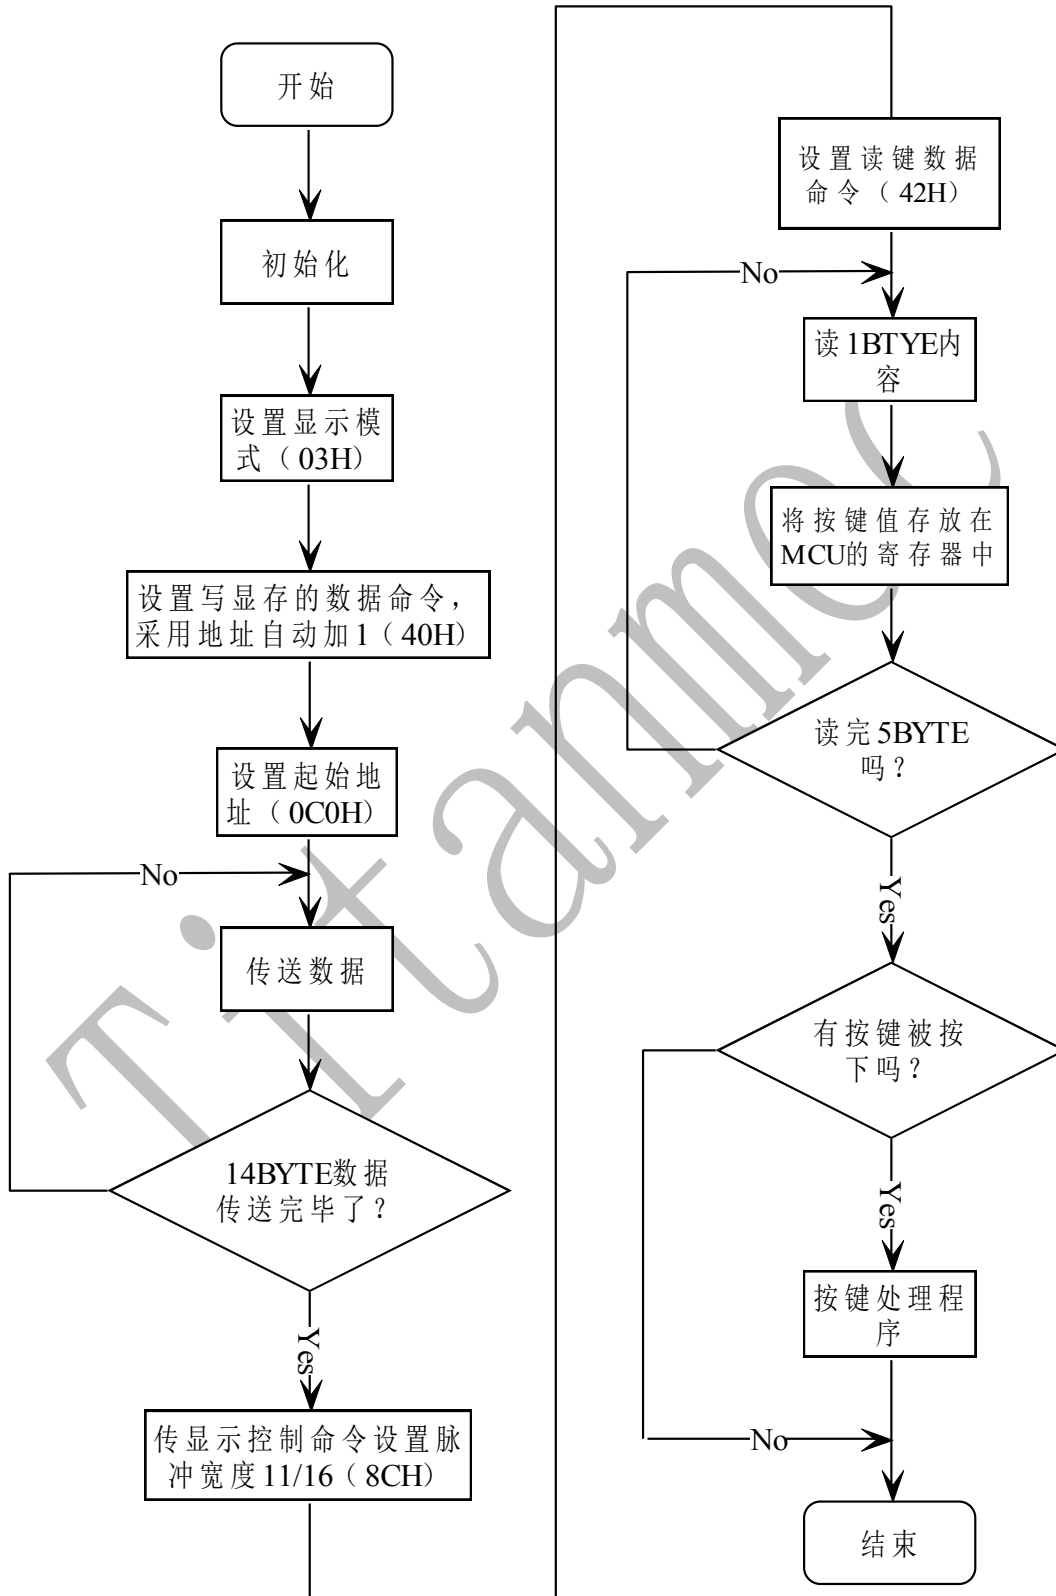 开始
初始化
设置显示模
式(03H)
设置写显存的数据命令,
采用地址自动加1(40H)
设置起始地
址(0C0H)
No
传送数据
14BYTE数据
传送完毕了?
Yes
传显示控制命令设置脉
冲宽度11/16(8CH)
设置读键数据
命令(42H)
No
读1BTYE内
容
将按键值存放在
MCU的寄存器中
读完5BYTE
吗?
Yes
有按键被按
下吗?
Yes
按键处理程
序
No
结束
Titanmec